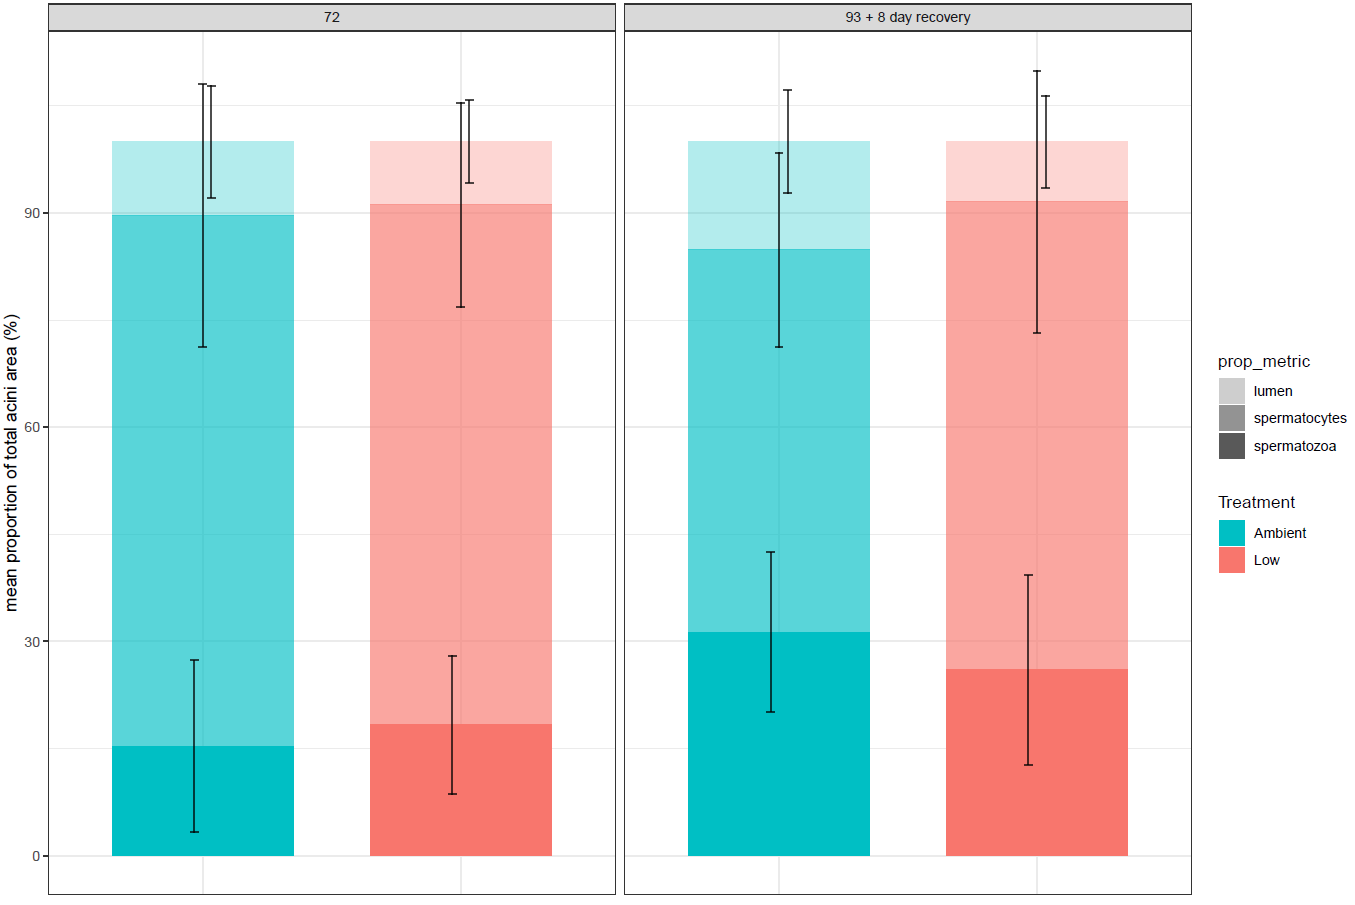 72
93 + 8 day recovery
mean proportion of total acini area (%)
90
60
30
0
prop_metric
lumen
spermatocytes
spermatozoa
Treatment
Ambient
Low